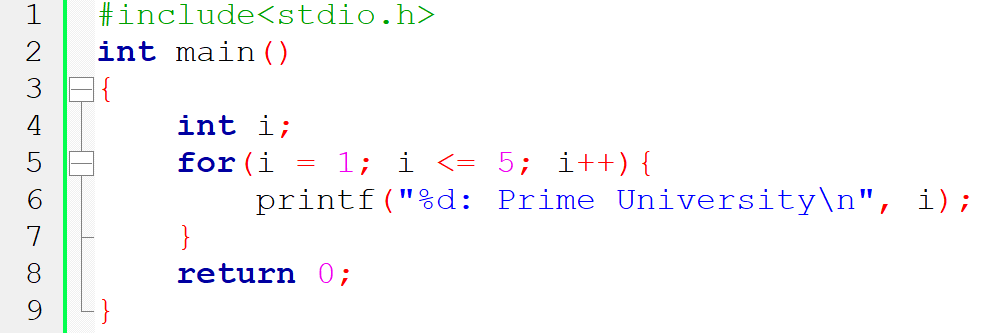 1 #include<stdio.h>
2 int main()
3 {
4     int i;
5     for(i = 1; i <= 5; i++){
6         printf("%d: Prime University\n", i);
7     }
8     return 0;
9 }